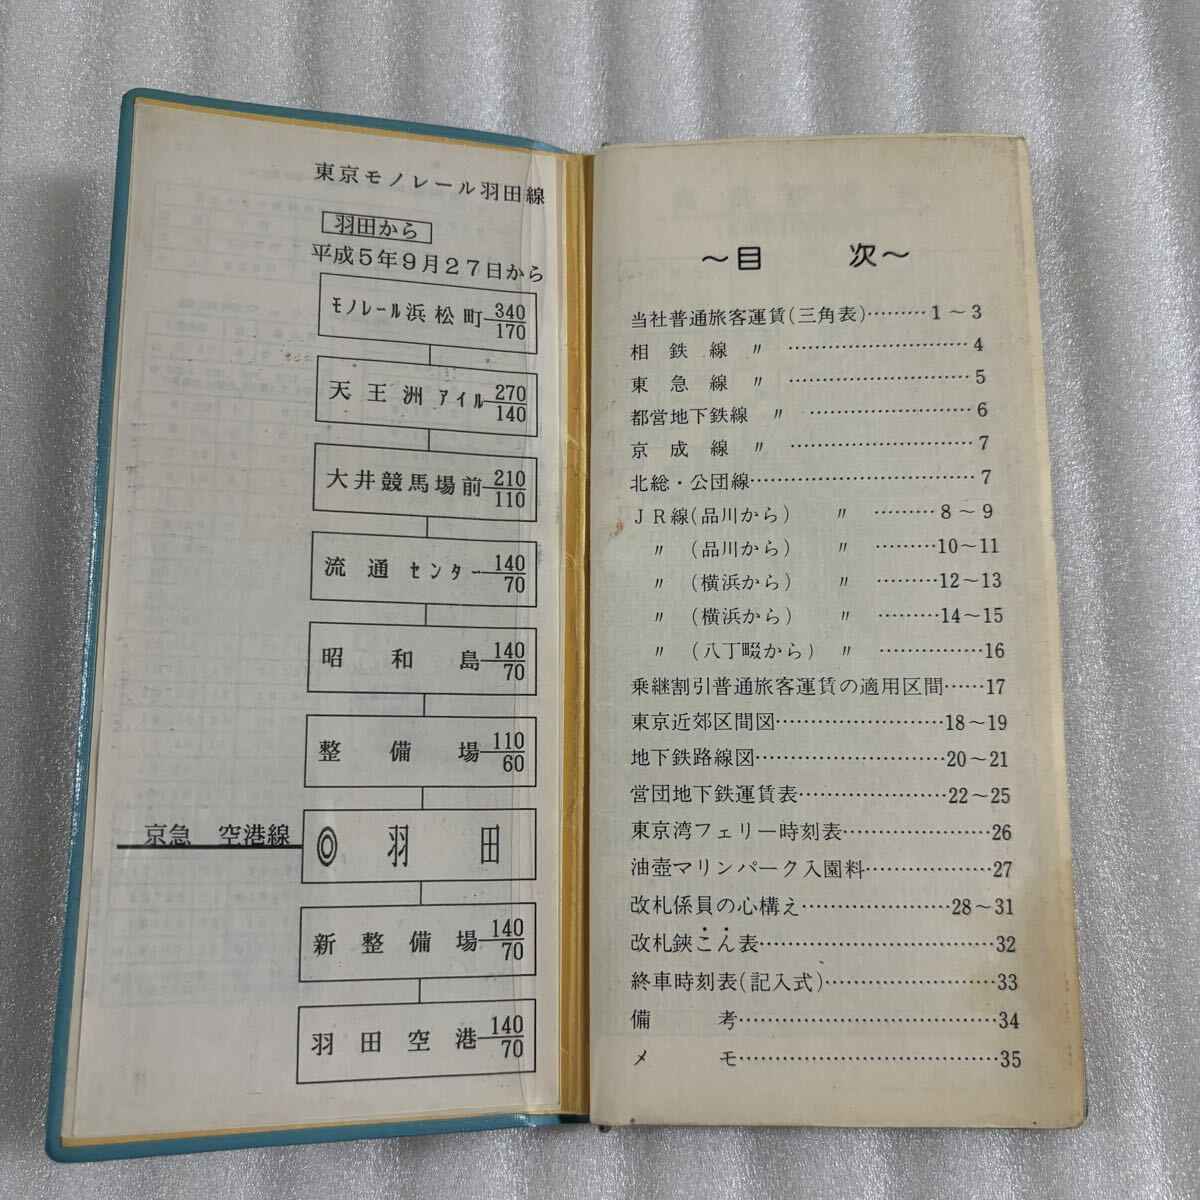 東京モノレール羽田線
羽田から
平成5年9月27日から
モノレール浜松町 340/170
天王洲アイル 270/140
大井競馬場前 210/110
流通センター 140/70
昭和島 140/70
整備場 110/60
京急 空港線 ◎ 羽田
新整備場 140/70
羽田空港 140/70
～目 次～
当社普通旅客運賃(三角表)………1～3
相鉄線 〃 ………………………4
東急線 〃 ………………………5
都営地下鉄線 〃 ……………………6
京成線 〃 ………………………7
北総・公団線……………………………7
JR線(品川から) 〃 ………8～9
〃 (品川から) 〃 ………10～11
〃 (横浜から) 〃 ………12～13
〃 (横浜から) 〃 ………14～15
〃 (八丁畷から) 〃 ……………16
乗継割引普通旅客運賃の適用区間……17
東京近郊区間図……………………18～19
地下鉄路線図………………………20～21
営団地下鉄運賃表…………………22～25
東京湾フェリー時刻表…………………26
油壺マリンパーク入園料………………27
改札係員の心構え…………………28～31
改札鋏こん表……………………………32
終車時刻表(記入式)……………………33
備考………………………………34
メモ………………………………35